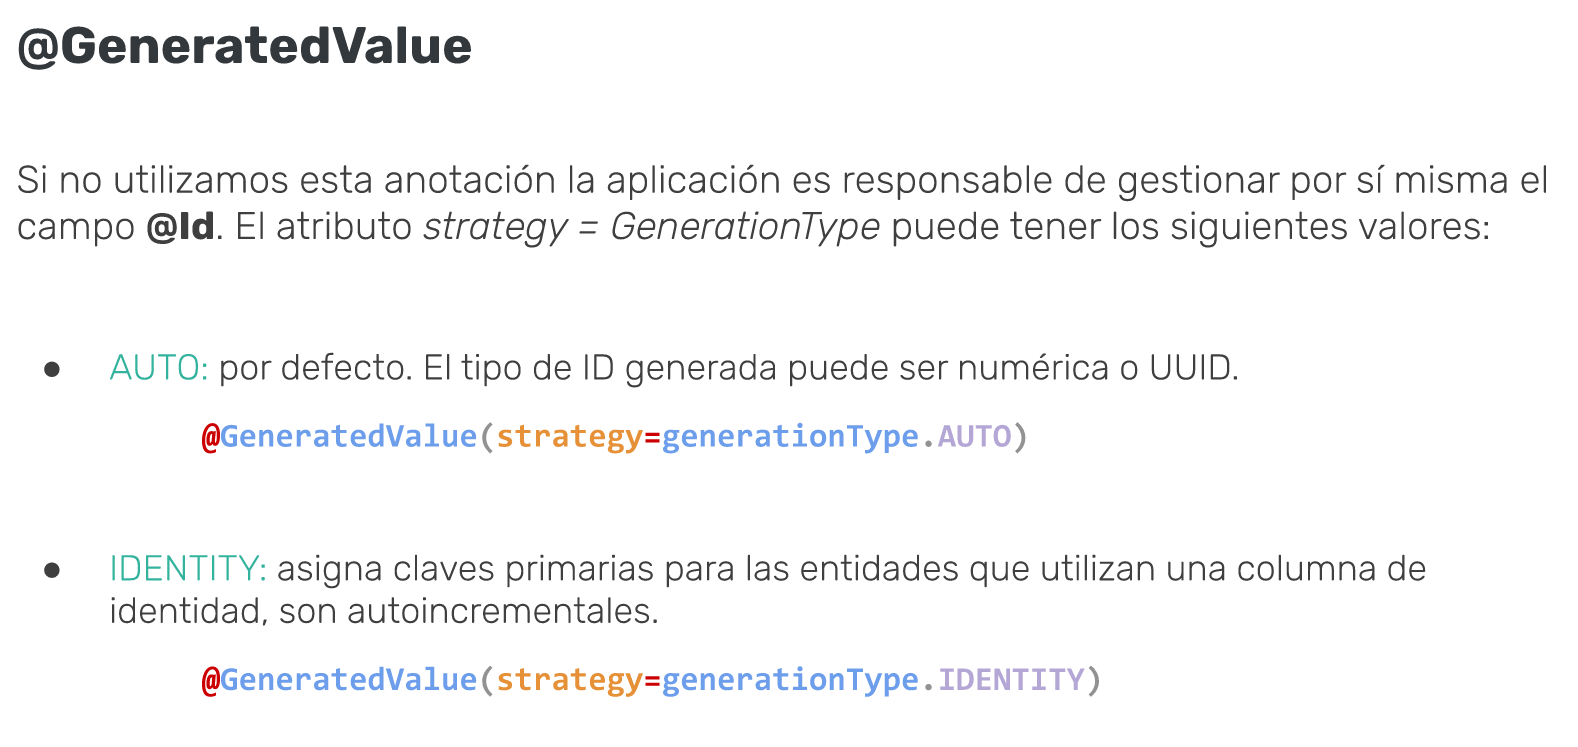 @GeneratedValue
Si no utilizamos esta anotación la aplicación es responsable de gestionar por sí misma el
campo @Id. El atributo strategy = GenerationType puede tener los siguientes valores:
● AUTO: por defecto. El tipo de ID generada puede ser numérica o UUID.
@GeneratedValue(strategy=generationType.AUTO)
● IDENTITY: asigna claves primarias para las entidades que utilizan una columna de
identidad, son autoincrementales.
@GeneratedValue(strategy=generationType.IDENTITY)